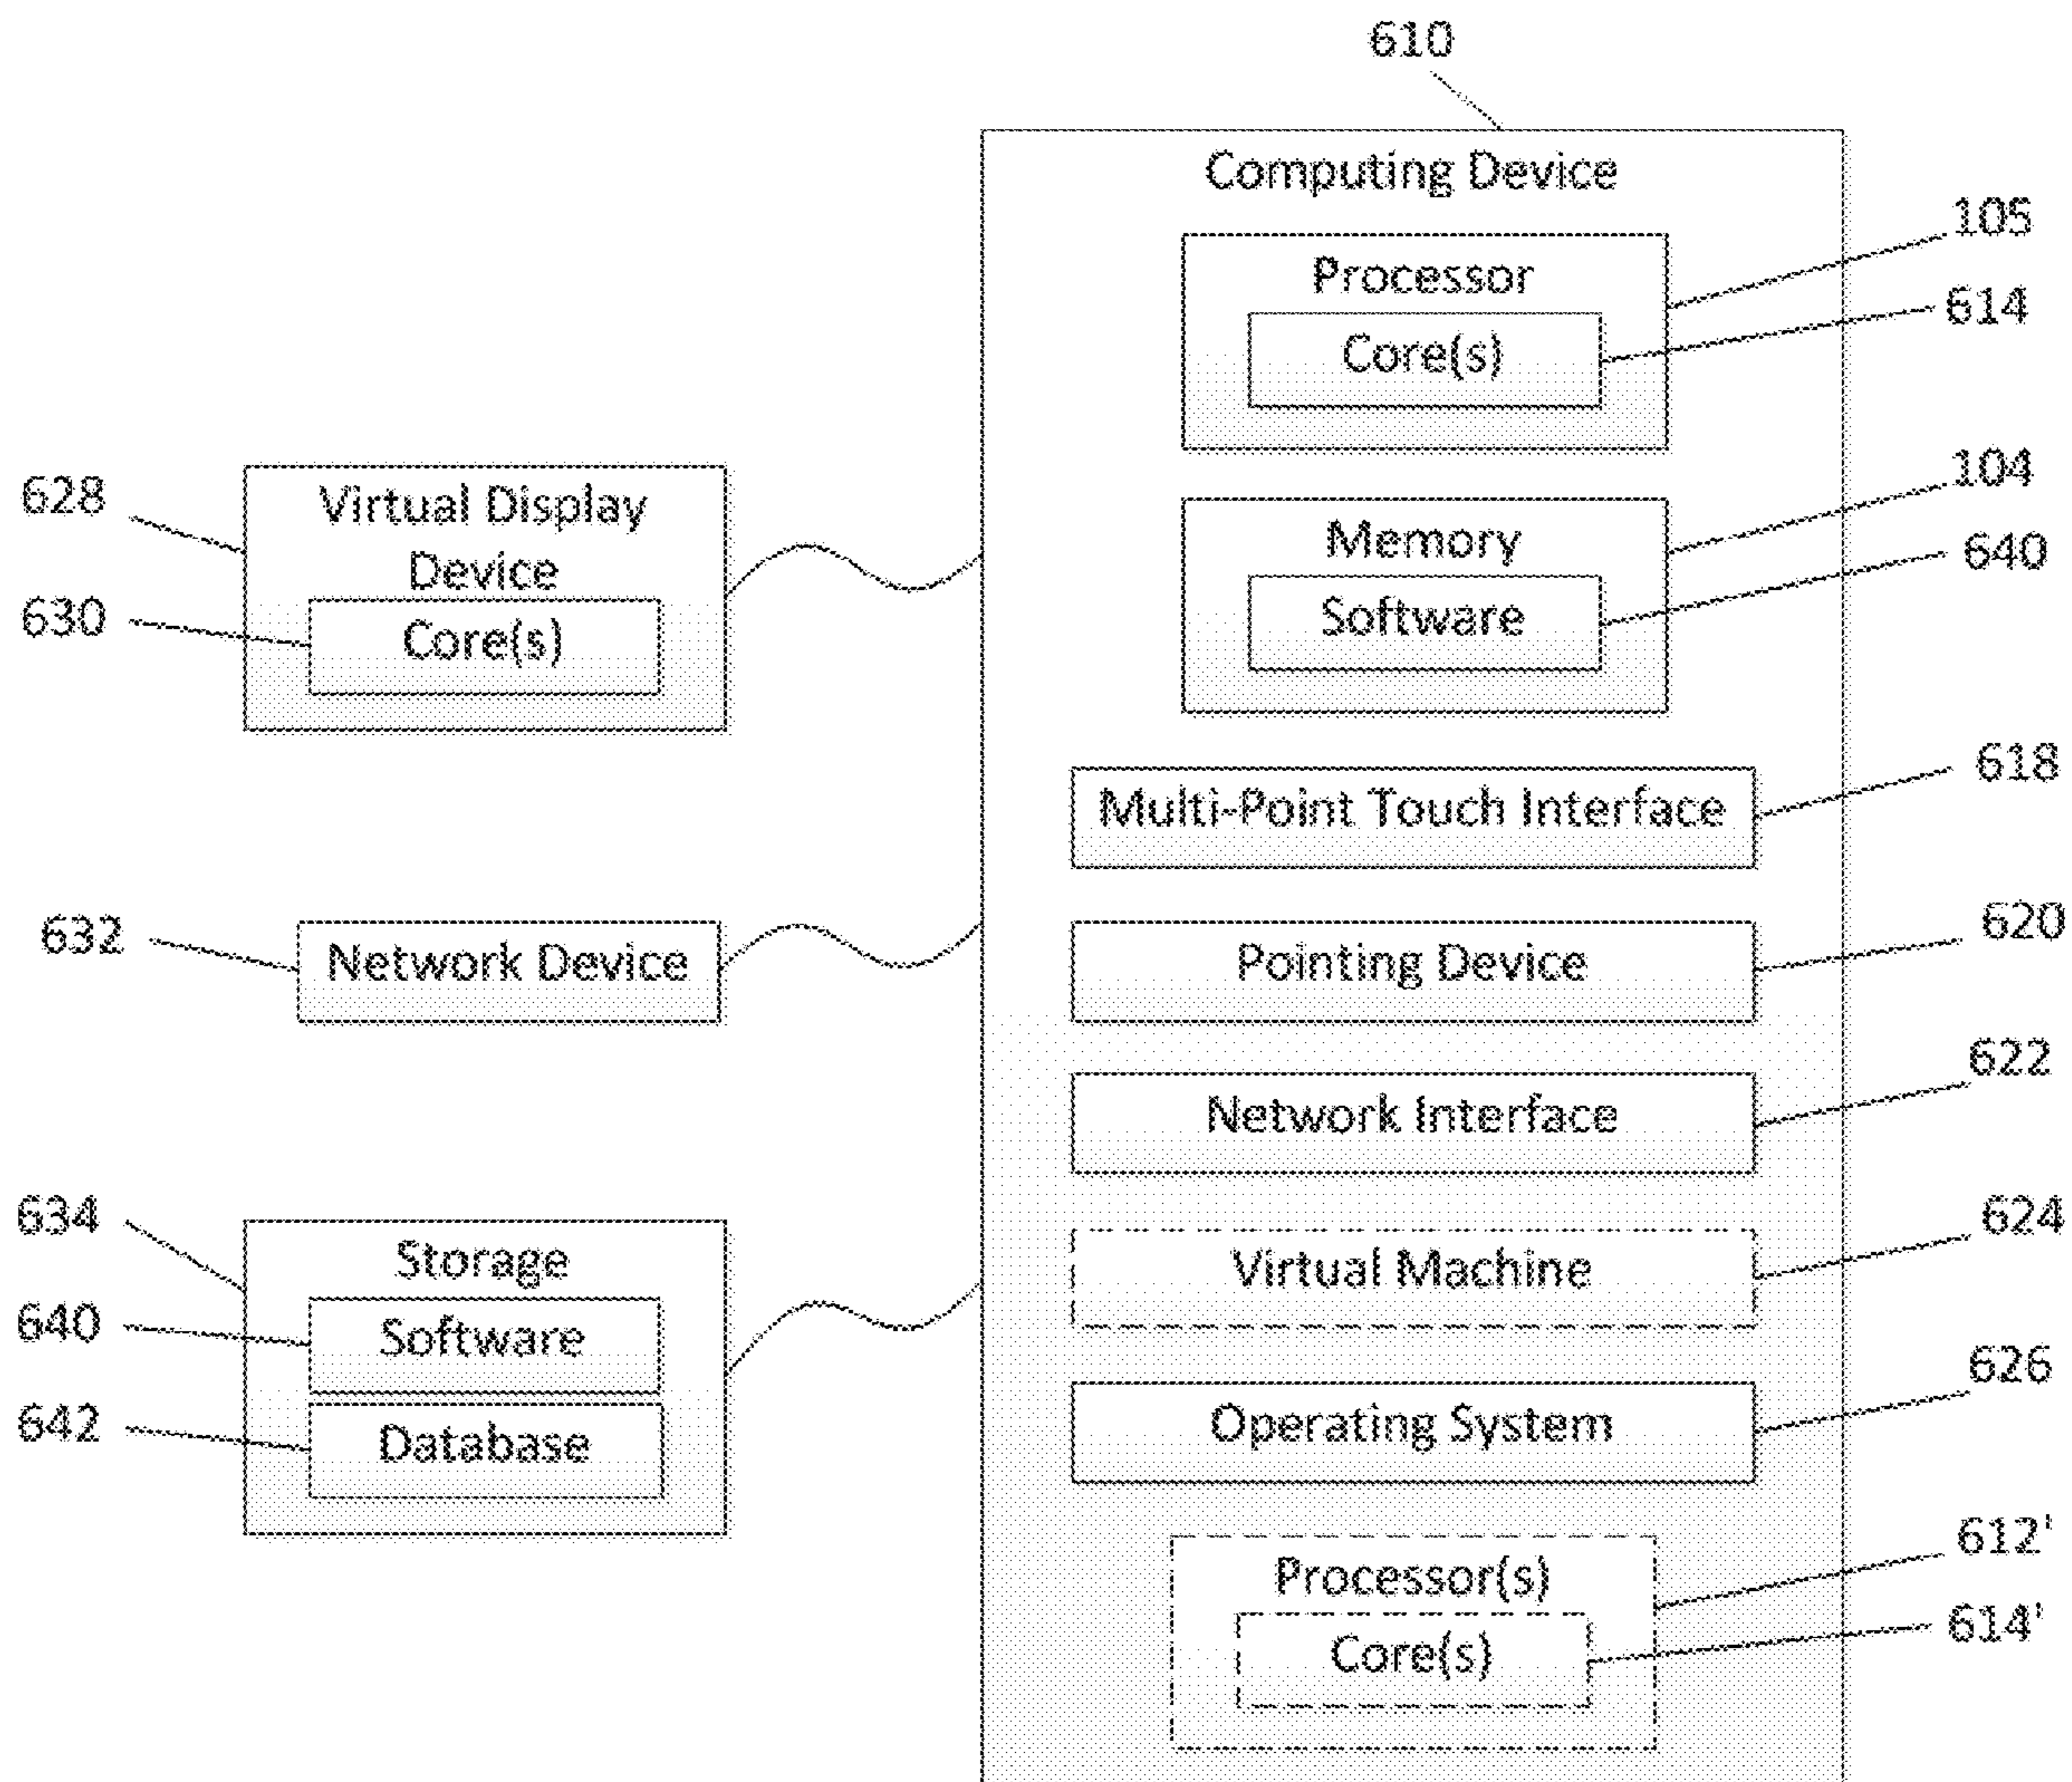 610
Computing Device
105
Processor
614
Core(s)
104
Memory
640
Software
618
Multi-Point Touch Interface
620
Pointing Device
622
Network Interface
624
Virtual Machine
626
Operating System
612'
Processor(s)
614'
Core(s)
628
Virtual Display
Device
630
Core(s)
632
Network Device
634
Storage
640
Software
642
Database